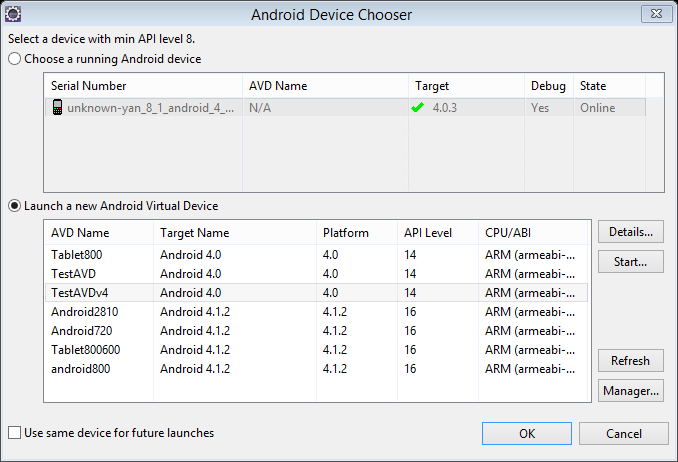 Android Device Chooser
Select a device with min API level 8.
Choose a running Android device
Serial Number AVD Name Target Debug State
unknown-yan_8_1_android_4_... N/A 4.0.3 Yes Online
Launch a new Android Virtual Device
AVD Name Target Name Platform API Level CPU/ABI Details...
Tablet800 Android 4.0 4.0 14 ARM (armeabi-... Start...
TestAVD Android 4.0 4.0 14 ARM (armeabi-...
TestAVDv4 Android 4.0 4.0 14 ARM (armeabi-...
Android2810 Android 4.1.2 4.1.2 16 ARM (armeabi-...
Android720 Android 4.1.2 4.1.2 16 ARM (armeabi-...
Tablet800600 Android 4.1.2 4.1.2 16 ARM (armeabi-... Refresh
android800 Android 4.1.2 4.1.2 16 ARM (armeabi-... Manager...
Use same device for future launches OK Cancel